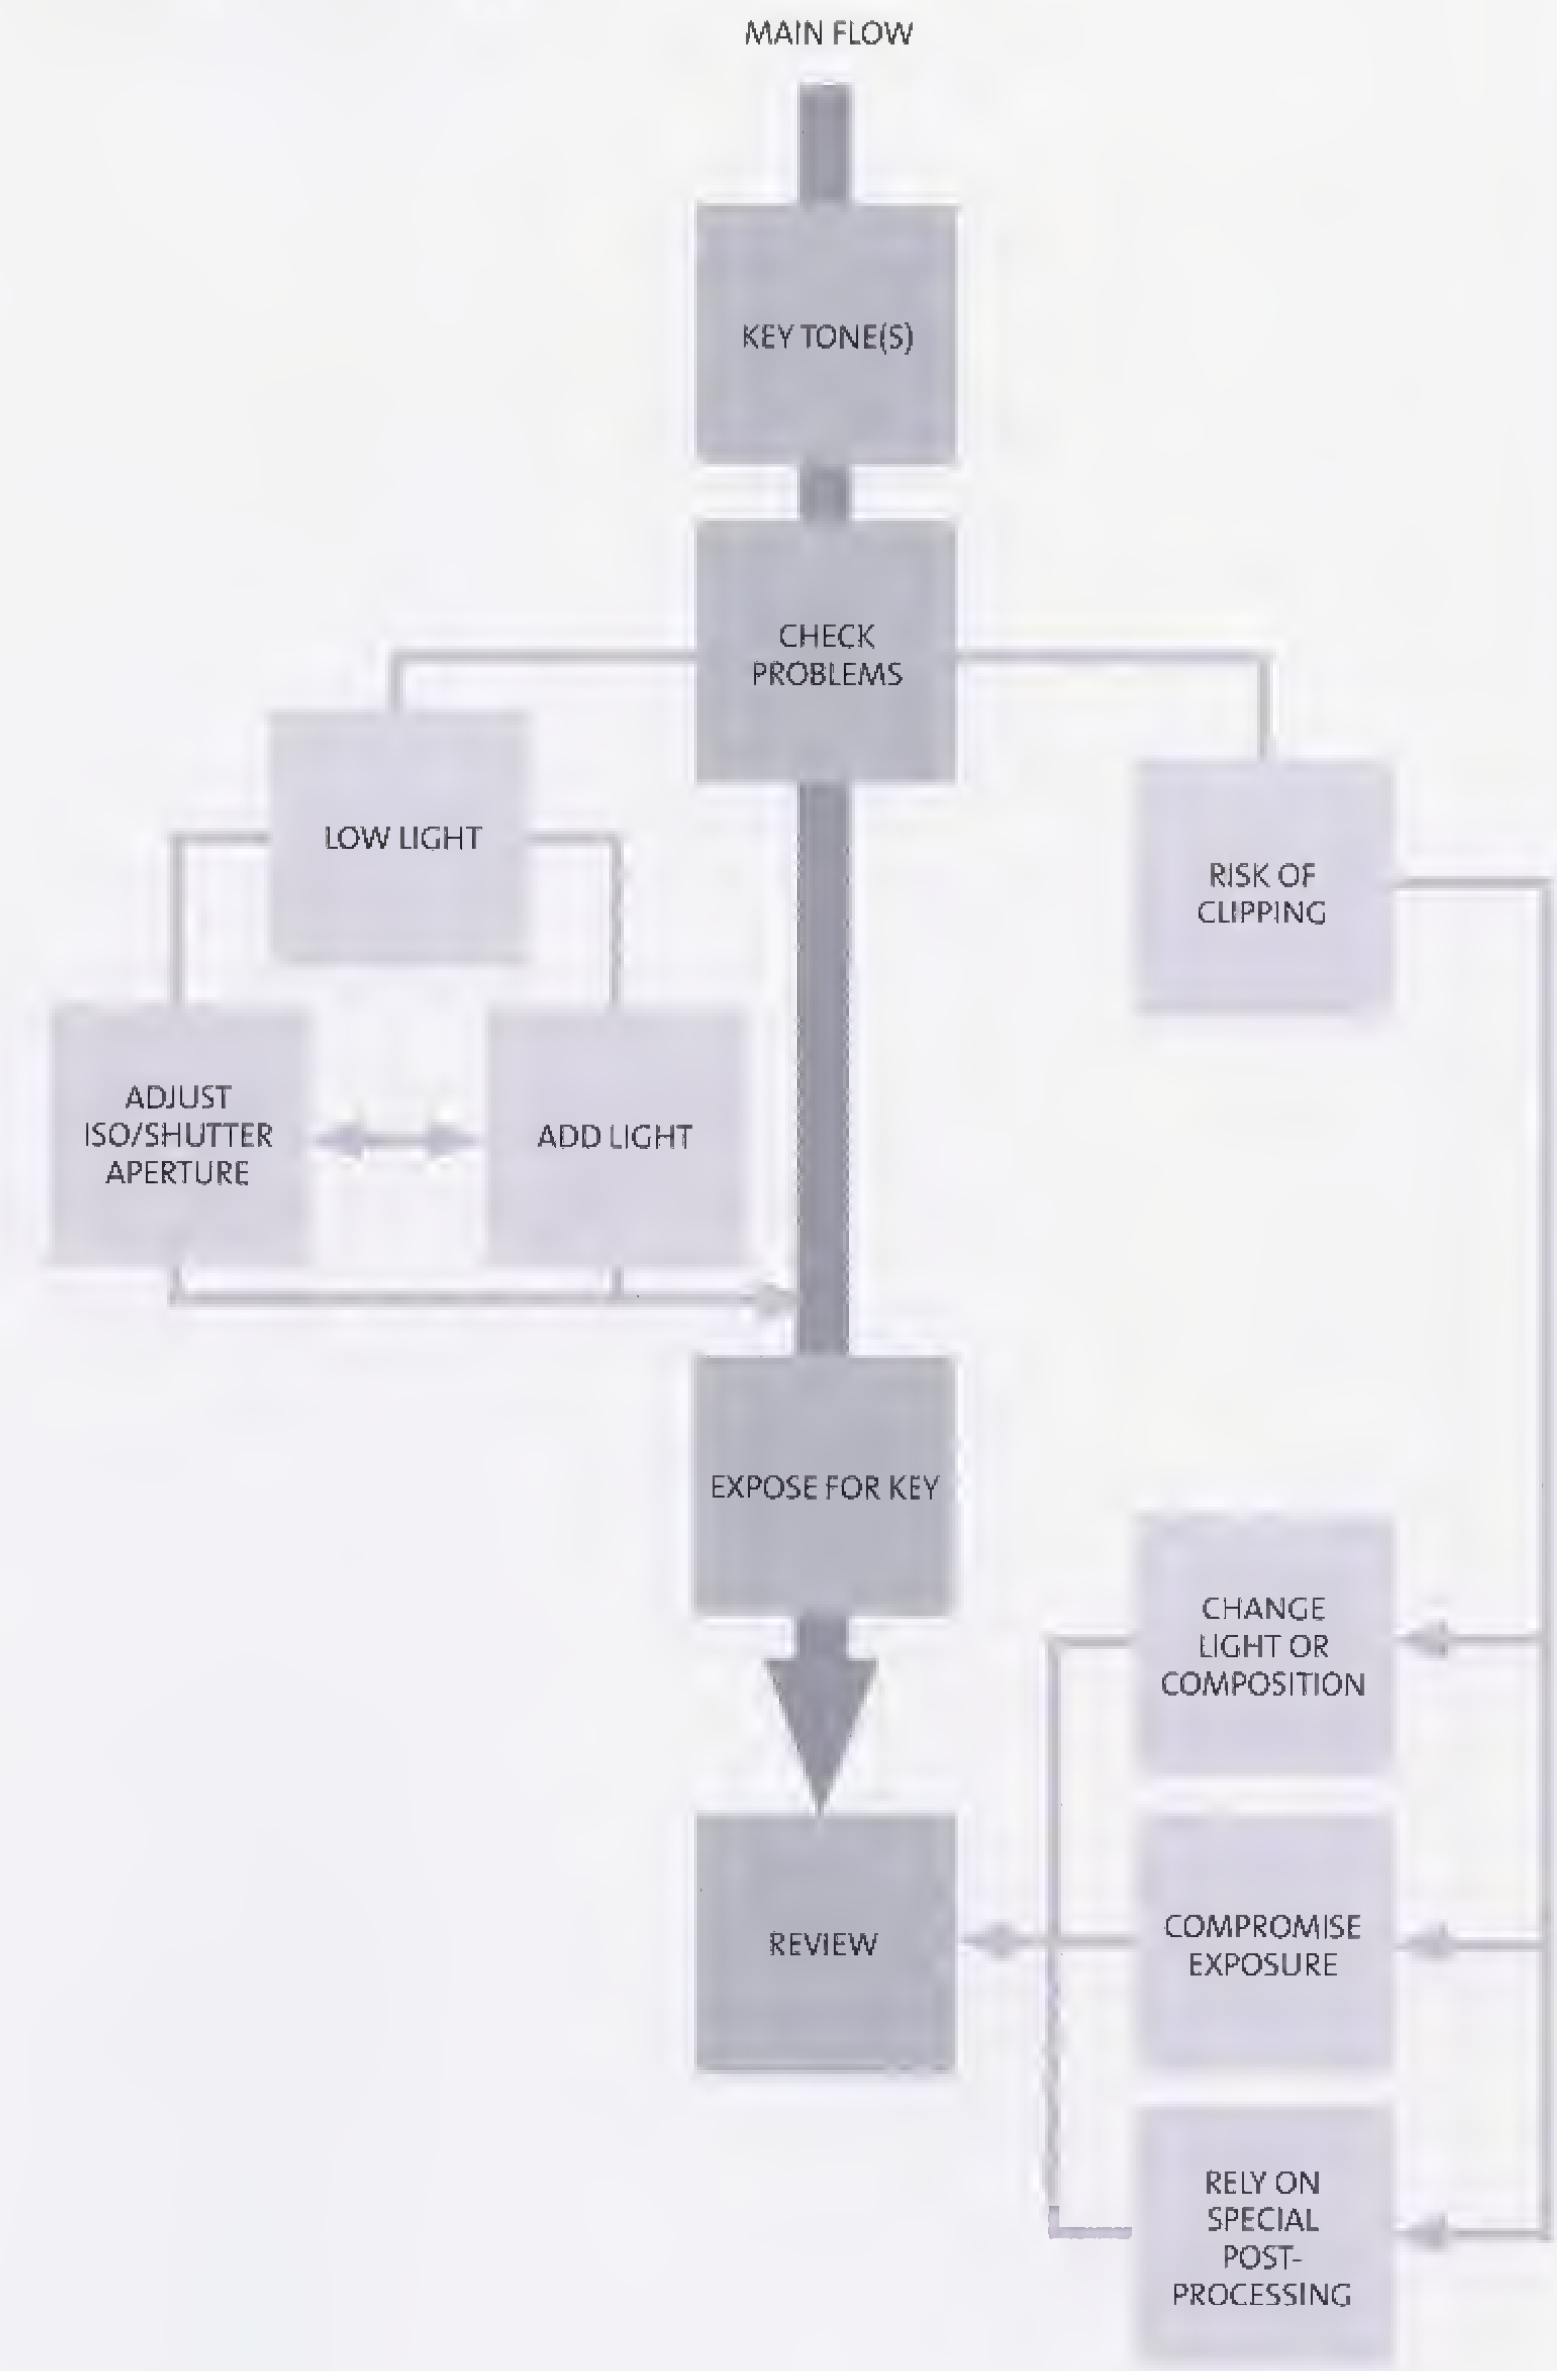 MAIN FLOW
KEY TONE(S)
CHECK
PROBLEMS
LOW LIGHT
RISK OF
CLIPPING
ADJUST
ISO/SHUTTER
APERTURE
ADD LIGHT
EXPOSE FOR KEY
CHANGE
LIGHT OR
COMPOSITION
REVIEW
COMPROMISE
EXPOSURE
RELY ON
SPECIAL
POST-
PROCESSING